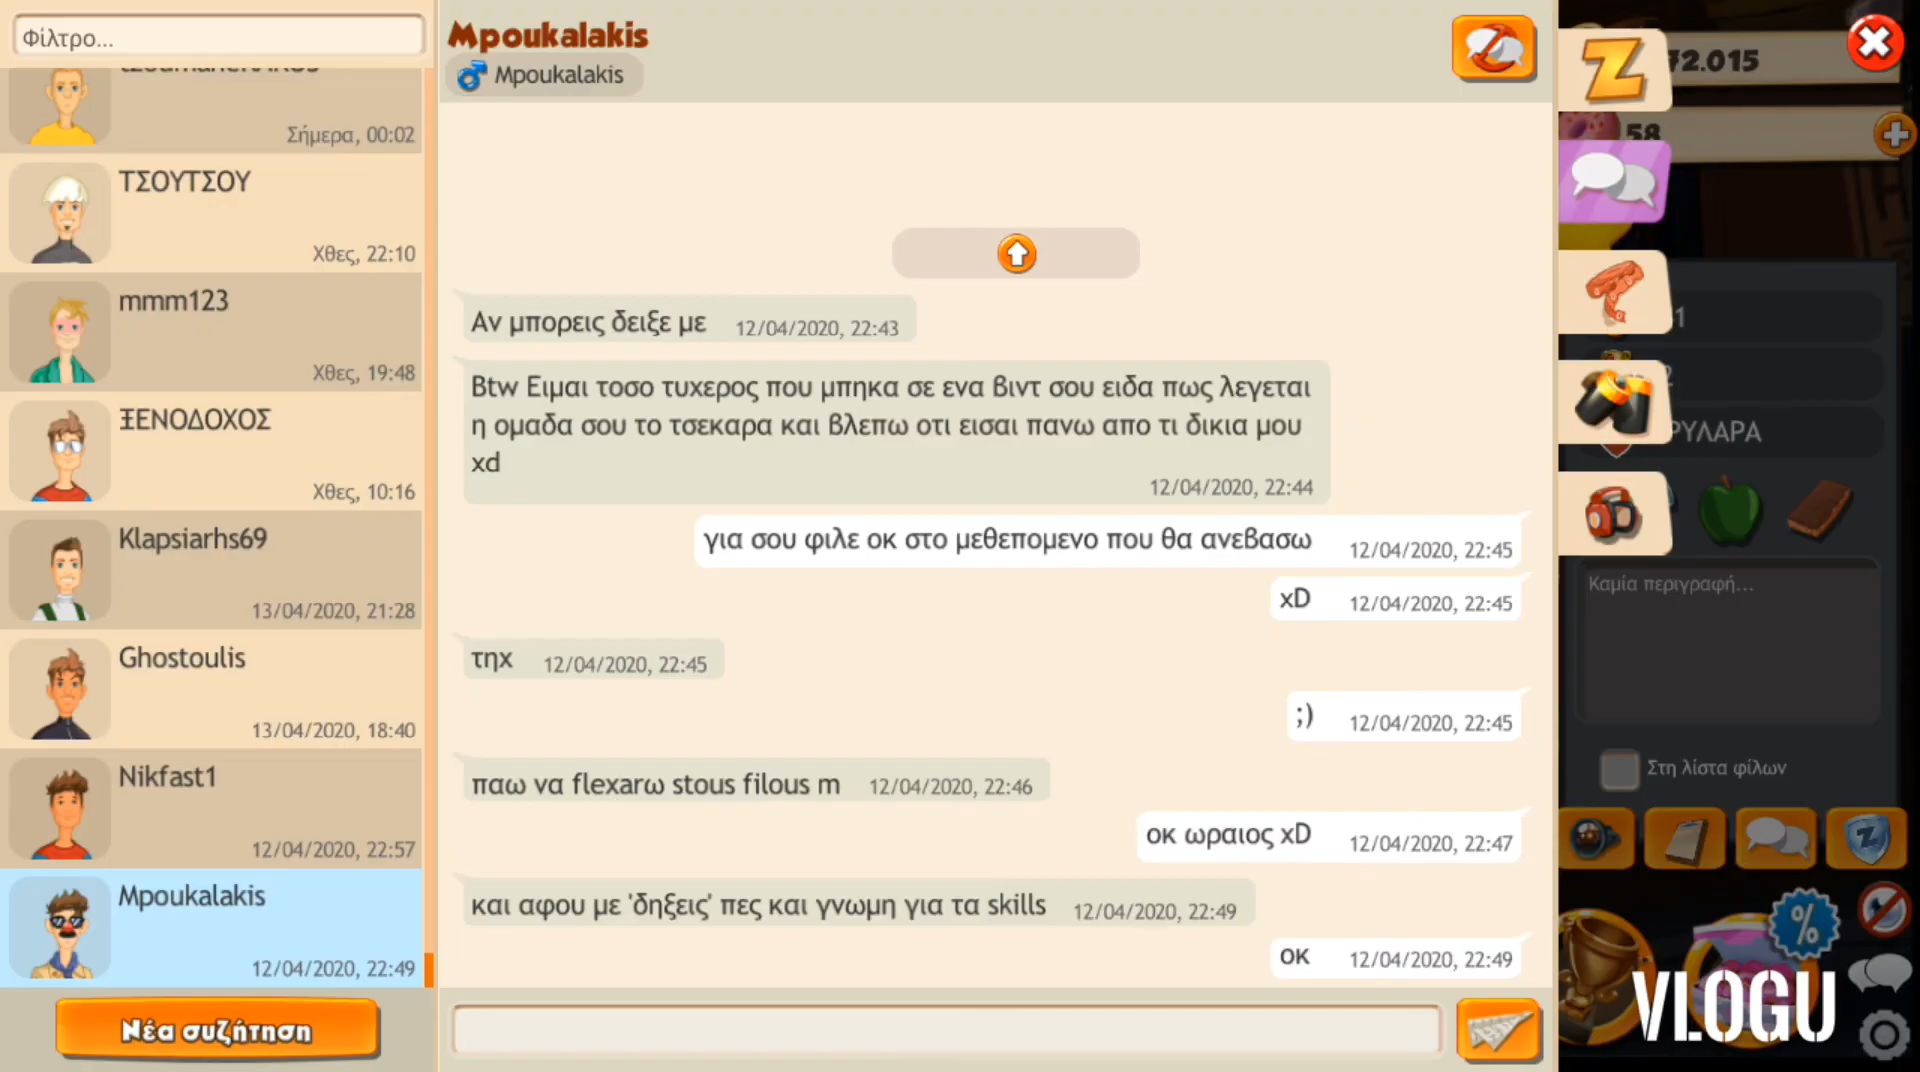 Φίλτρο...
Σήμερα, 00:02
ΤΣΟΥΤΣΟΥ
Χθες, 22:10
mmm123
Χθες, 19:48
ΞΕΝΟΔΟΧΟΣ
Χθες, 10:16
Klapsiarhs69
13/04/2020, 21:28
Ghostoulis
13/04/2020, 18:40
Nikfast1
12/04/2020, 22:57
Mpoukalakis
12/04/2020, 22:49
Νέα συζήτηση
Mpoukalakis
Mpoukalakis
Αν μπορεις δειξε με 12/04/2020, 22:43
Btw Ειμαι τοσο τυχερος που μπηκα σε ενα βιντ σου ειδα πως λεγεται
η ομαδα σου το τσεκαρα και βλεπω οτι εισαι πανω απο τι δικια μου
xd
12/04/2020, 22:44
για σου φιλε οκ στο μεθεπομενο που θα ανεβασω 12/04/2020, 22:45
xD 12/04/2020, 22:45
τηχ 12/04/2020, 22:45
;) 12/04/2020, 22:45
παω να flexarω stous filous m 12/04/2020, 22:46
οκ ωραιος xD 12/04/2020, 22:47
και αφου με 'δηξεις' πες και γνωμη για τα skills 12/04/2020, 22:49
οκ 12/04/2020, 22:49
72.015
58
Καμία περιγραφή...
Στη λίστα φίλων
%
VLOGU